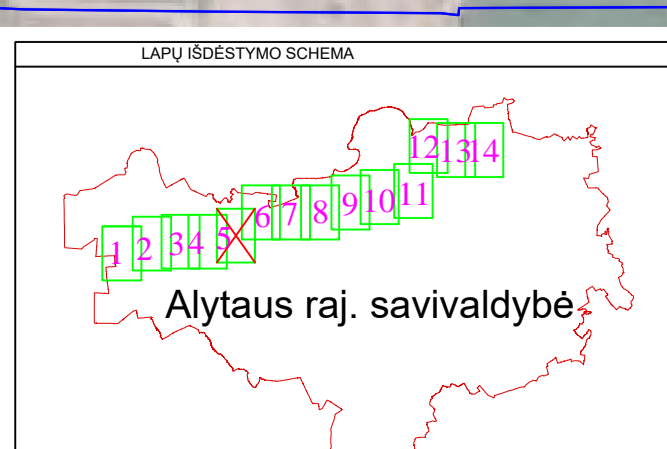 LAPŲ IŠDĖSTYMO SCHEMA
12 13 14
1 2 3 4 5 6 7 8 9 10 11
Alytaus raj. savivaldybė